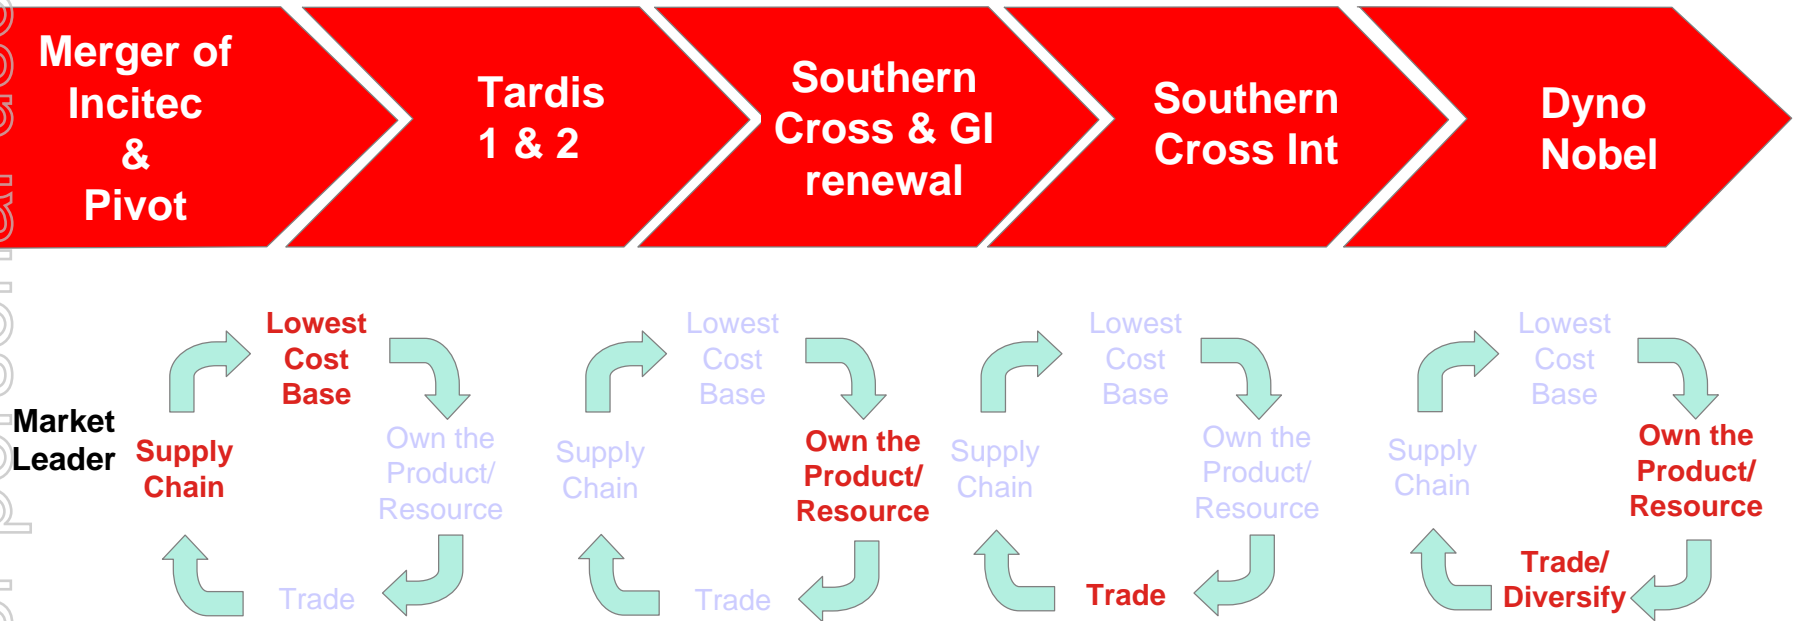 Merger of
Incitec
&
Pivot
Tardis
1 & 2
Southern
Cross & GI
renewal
Southern
Cross Int
Dyno
Nobel
Market
Leader
Supply
Chain
Lowest
Cost
Base
Own the
Product/
Resource
Trade
Supply
Chain
Lowest
Cost
Base
Own the
Product/
Resource
Trade
Supply
Chain
Lowest
Cost
Base
Own the
Product/
Resource
Trade
Supply
Chain
Lowest
Cost
Base
Own the
Product/
Resource
Trade/
Diversify